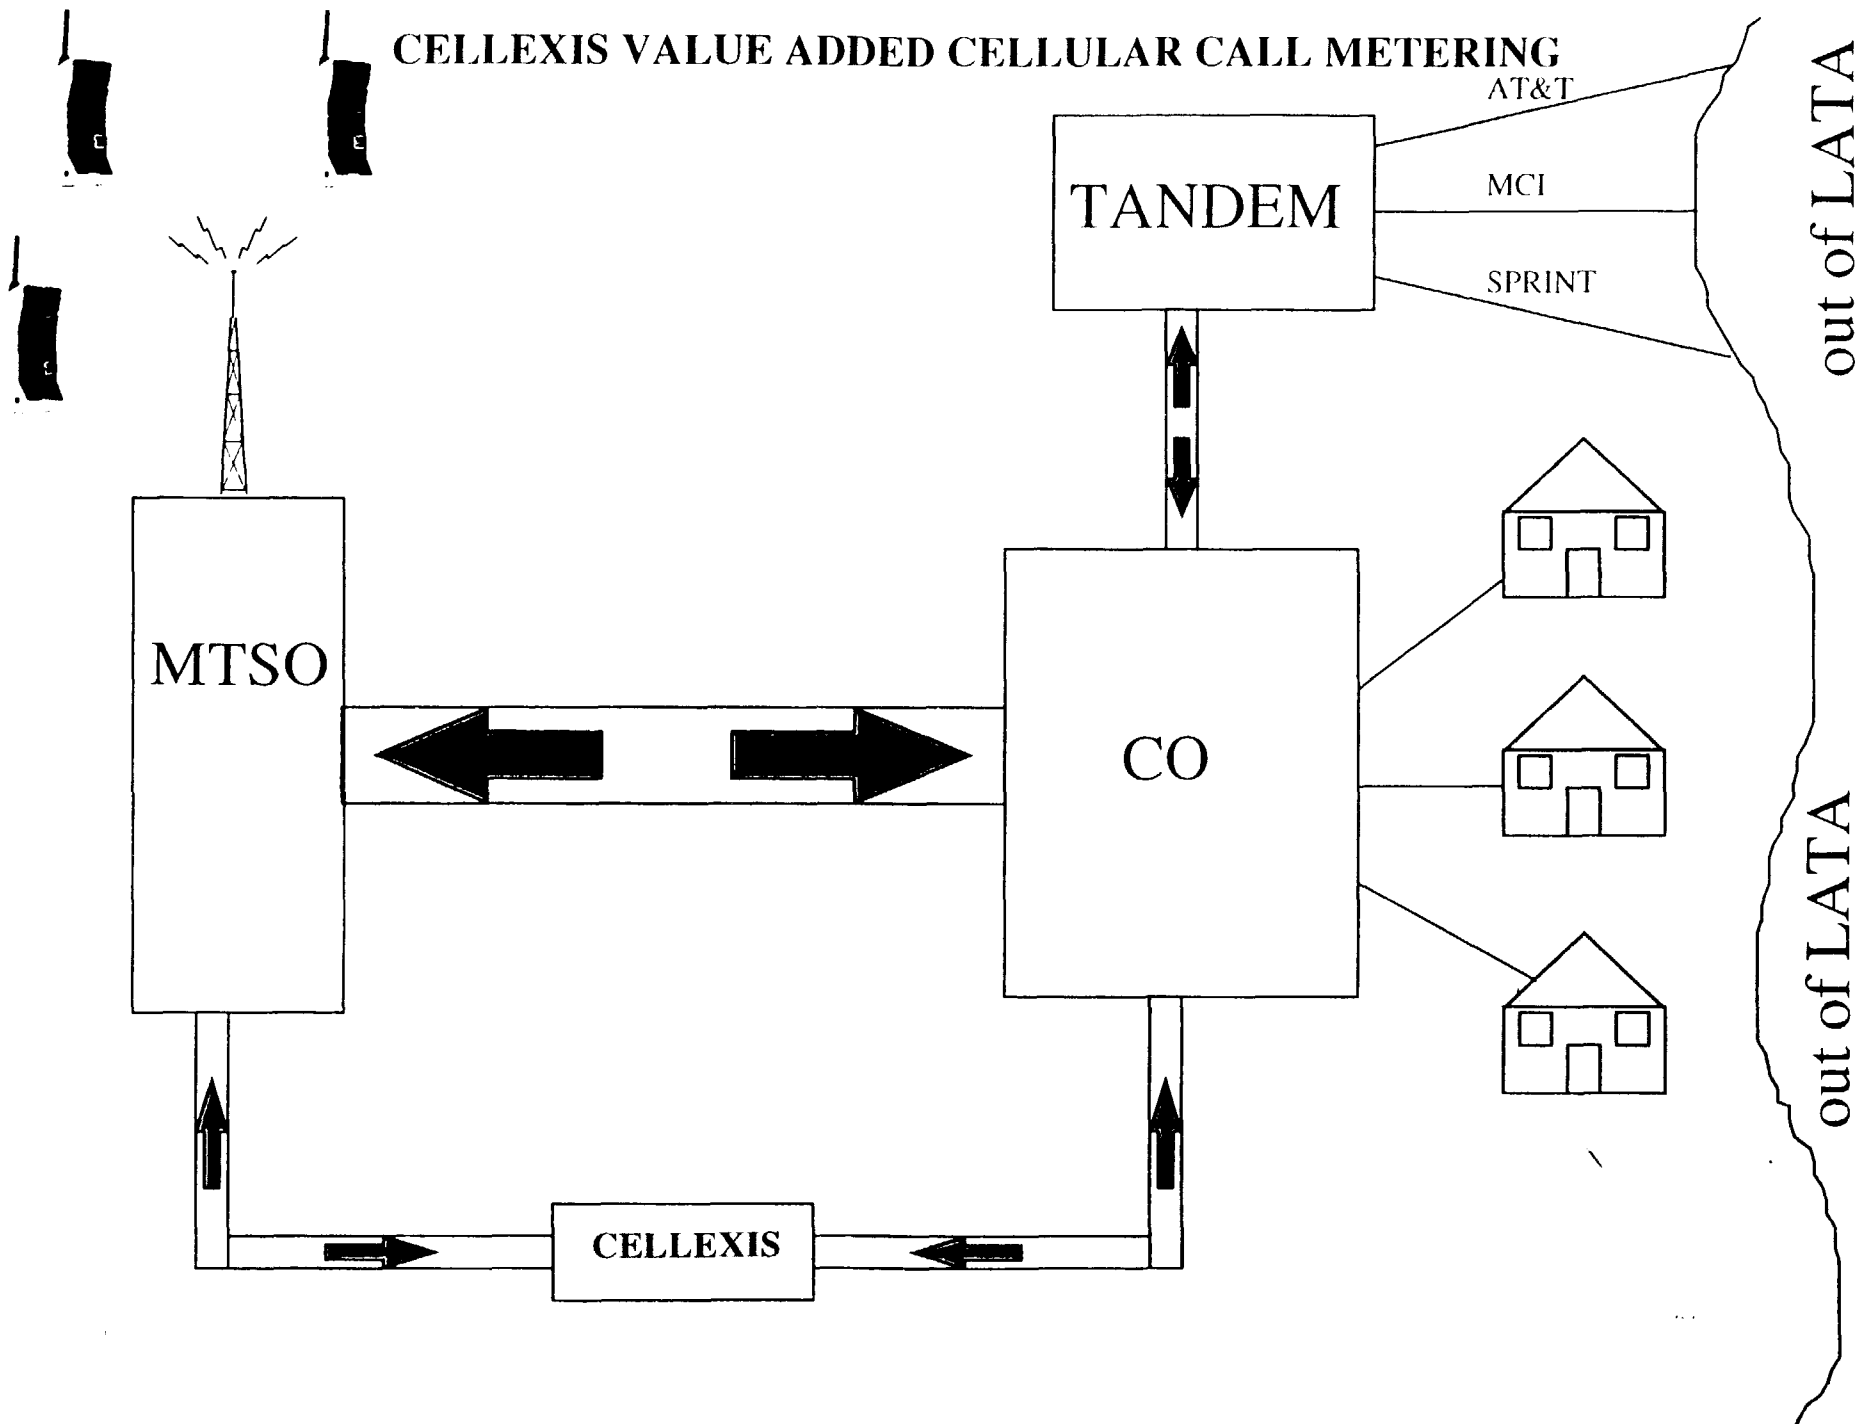 CELLEXIS VALUE ADDED CELLULAR CALL METERING
AT&T
TANDEM
MCI
SPRINT
out of LATA
MTSO
CO
out of LATA
CELLEXIS